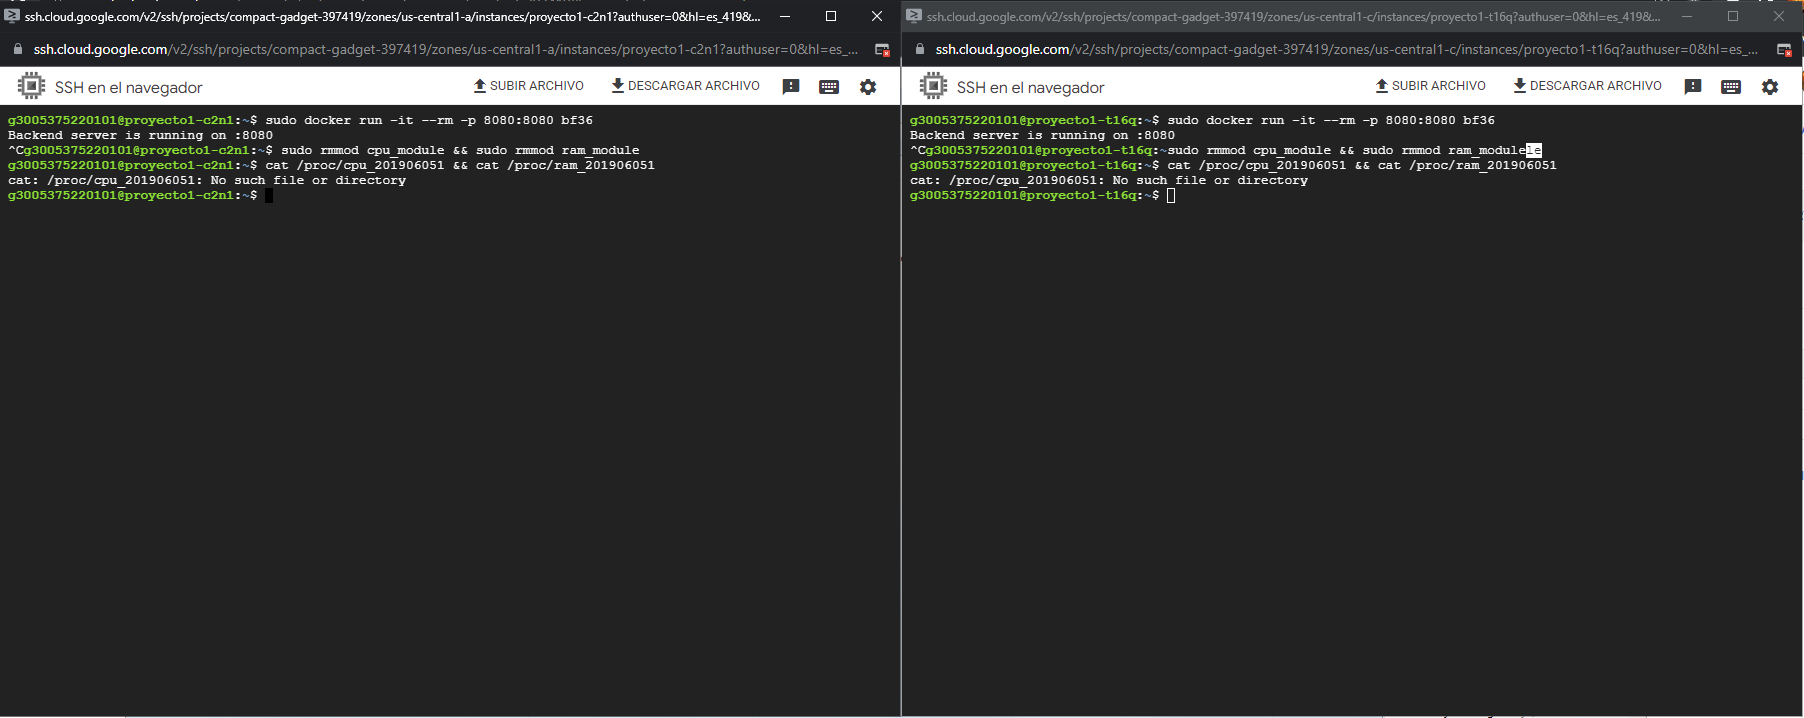 ssh.cloud.google.com/v2/ssh/projects/compact-gadget-397419/zones/us-central1-a/instances/proyecto1-c2n1?authuser=0&hl=es_419&...
ssh.cloud.google.com/v2/ssh/projects/compact-gadget-397419/zones/us-central1-a/instances/proyecto1-c2n1?authuser=0&hl=es_...
SSH en el navegador
SUBIR ARCHIVO
DESCARGAR ARCHIVO
g3005375220101@proyecto1-c2n1:~$ sudo docker run -it --rm -p 8080:8080 bf36
Backend server is running on :8080
^Cg3005375220101@proyecto1-c2n1:~$ sudo rmmod cpu_module && sudo rmmod ram_module
g3005375220101@proyecto1-c2n1:~$ cat /proc/cpu_201906051 && cat /proc/ram_201906051
cat: /proc/cpu_201906051: No such file or directory
g3005375220101@proyecto1-c2n1:~$
ssh.cloud.google.com/v2/ssh/projects/compact-gadget-397419/zones/us-central1-c/instances/proyecto1-t16q?authuser=0&hl=es_419&...
ssh.cloud.google.com/v2/ssh/projects/compact-gadget-397419/zones/us-central1-c/instances/proyecto1-t16q?authuser=0&hl=es_...
SSH en el navegador
SUBIR ARCHIVO
DESCARGAR ARCHIVO
g3005375220101@proyecto1-t16q:~$ sudo docker run -it --rm -p 8080:8080 bf36
Backend server is running on :8080
^Cg3005375220101@proyecto1-t16q:~sudo rmmod cpu_module && sudo rmmod ram_modulele
g3005375220101@proyecto1-t16q:~$ cat /proc/cpu_201906051 && cat /proc/ram_201906051
cat: /proc/cpu_201906051: No such file or directory
g3005375220101@proyecto1-t16q:~$